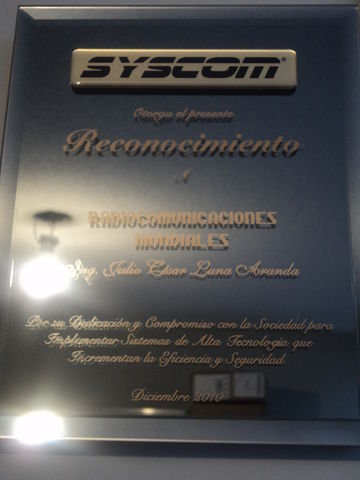 SYSCOM®
Otorga el presente
Reconocimiento
A
RADIOCOMUNICACIONES
MUNDIALES
Ing. Julio César Luna Aranda
Por su Dedicación y Compromiso con la Sociedad para
Implementar Sistemas de Alta Tecnología que
Incrementan la Eficiencia y Seguridad
Diciembre 2010